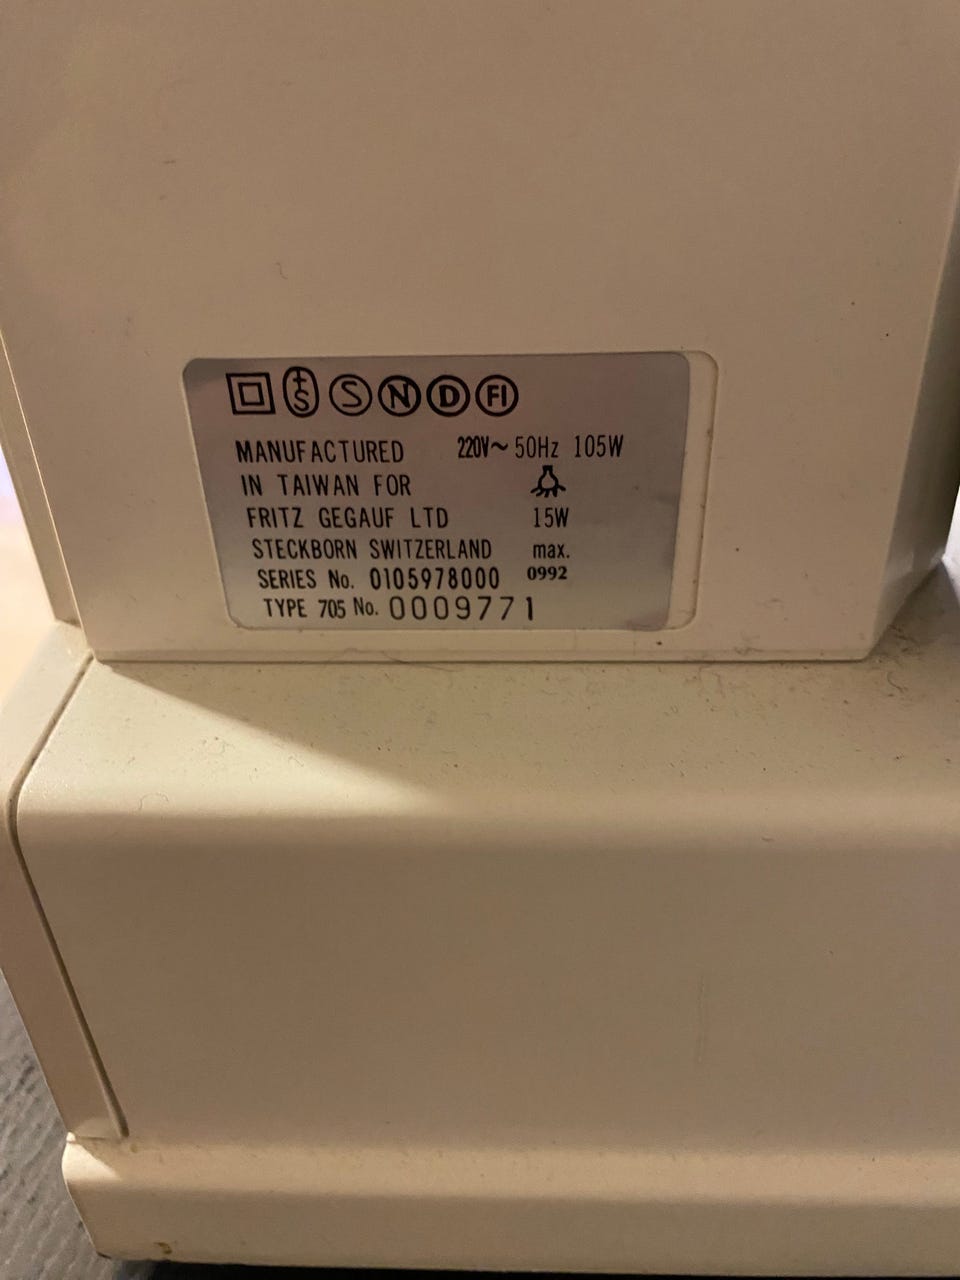 S S N D FI
MANUFACTURED 220V~ 50Hz 105W
IN TAIWAN FOR
FRITZ GEGAUF LTD 15W
STECKBORN SWITZERLAND max.
SERIES No. 0105978000 0992
TYPE 705 No. 0009771